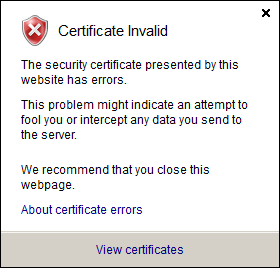 Certificate Invalid
The security certificate presented by this
website has errors.
This problem might indicate an attempt to
fool you or intercept any data you send to
the server.
We recommend that you close this
webpage.
About certificate errors
View certificates